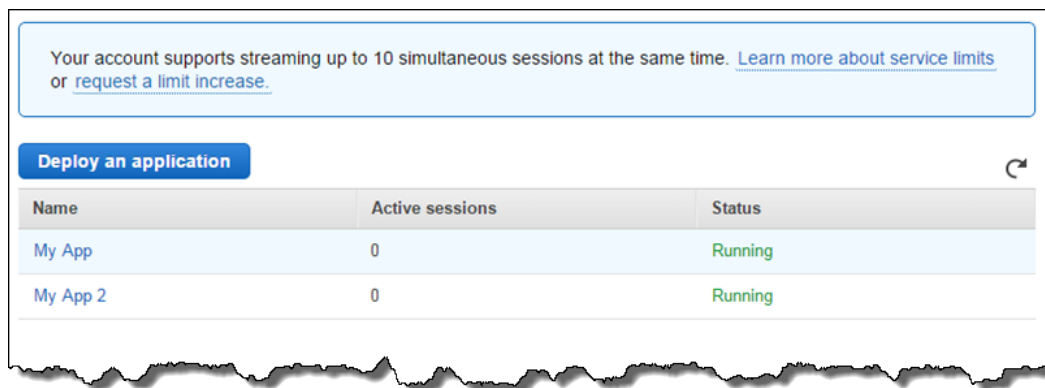 Your account supports streaming up to 10 simultaneous sessions at the same time. Learn more about service limits
or request a limit increase.
Deploy an application
Name Active sessions Status
My App 0 Running
My App 2 0 Running